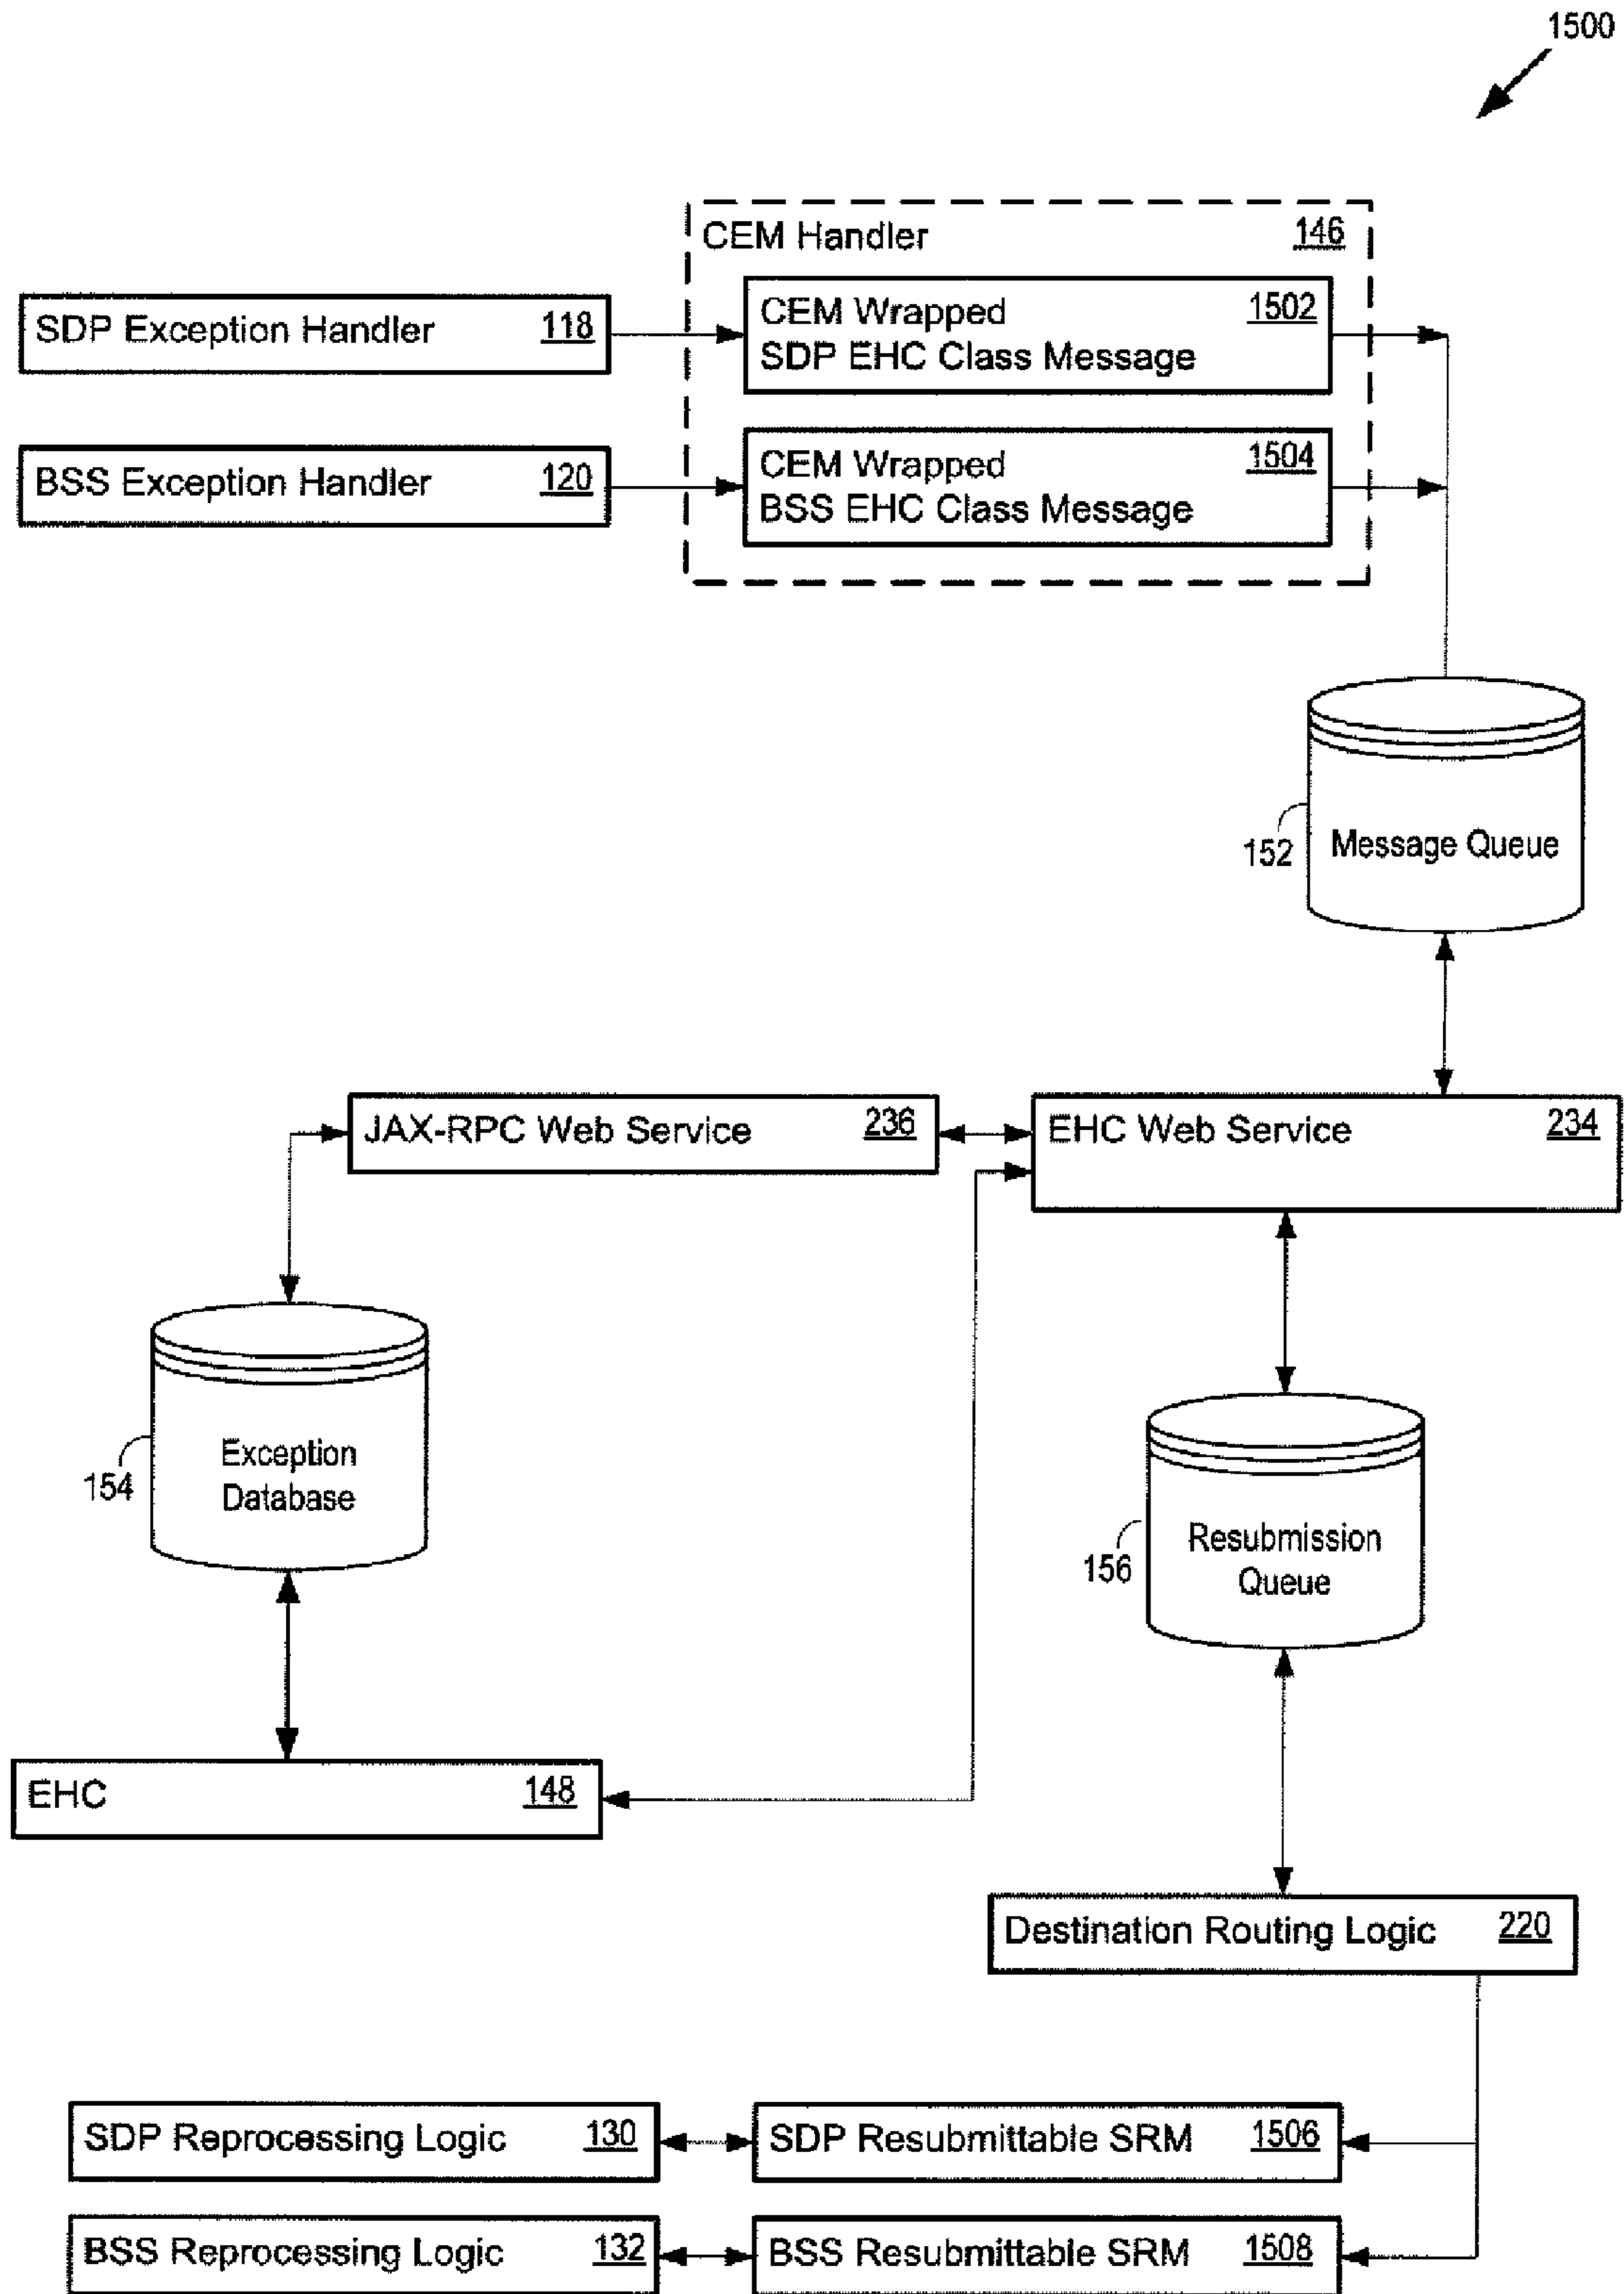 1500
CEM Handler 146
SDP Exception Handler 118
CEM Wrapped 1502
SDP EHC Class Message
BSS Exception Handler 120
CEM Wrapped 1504
BSS EHC Class Message
152
Message Queue
JAX-RPC Web Service 236
EHC Web Service 234
154
Exception
Database
156
Resubmission
Queue
EHC 148
Destination Routing Logic 220
SDP Reprocessing Logic 130
SDP Resubmittable SRM 1506
BSS Reprocessing Logic 132
BSS Resubmittable SRM 1508